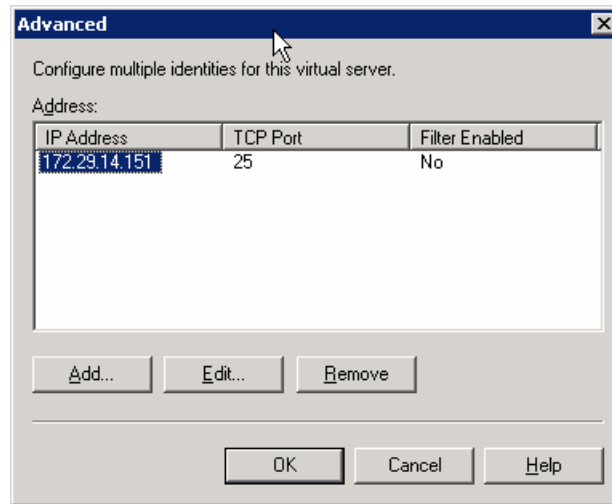 Advanced
Configure multiple identities for this virtual server.
Address:
IP Address TCP Port Filter Enabled
172.29.14.151 25 No
Add... Edit... Remove
OK Cancel Help